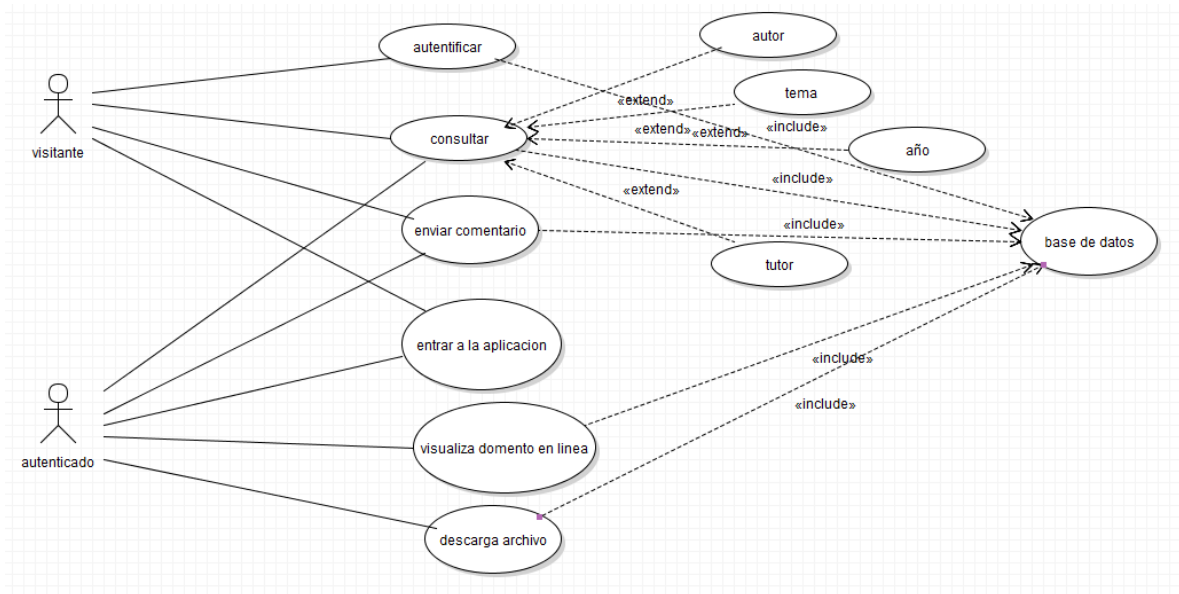 autor
autentificar
tema
«extend»
«include»
«extend»
«extend»
visitante
consultar
año
«include»
«extend»
enviar comentario
«include»
base de datos
tutor
entrar a la aplicacion
«include»
«include»
autenticado
visualiza domento en linea
descarga archivo